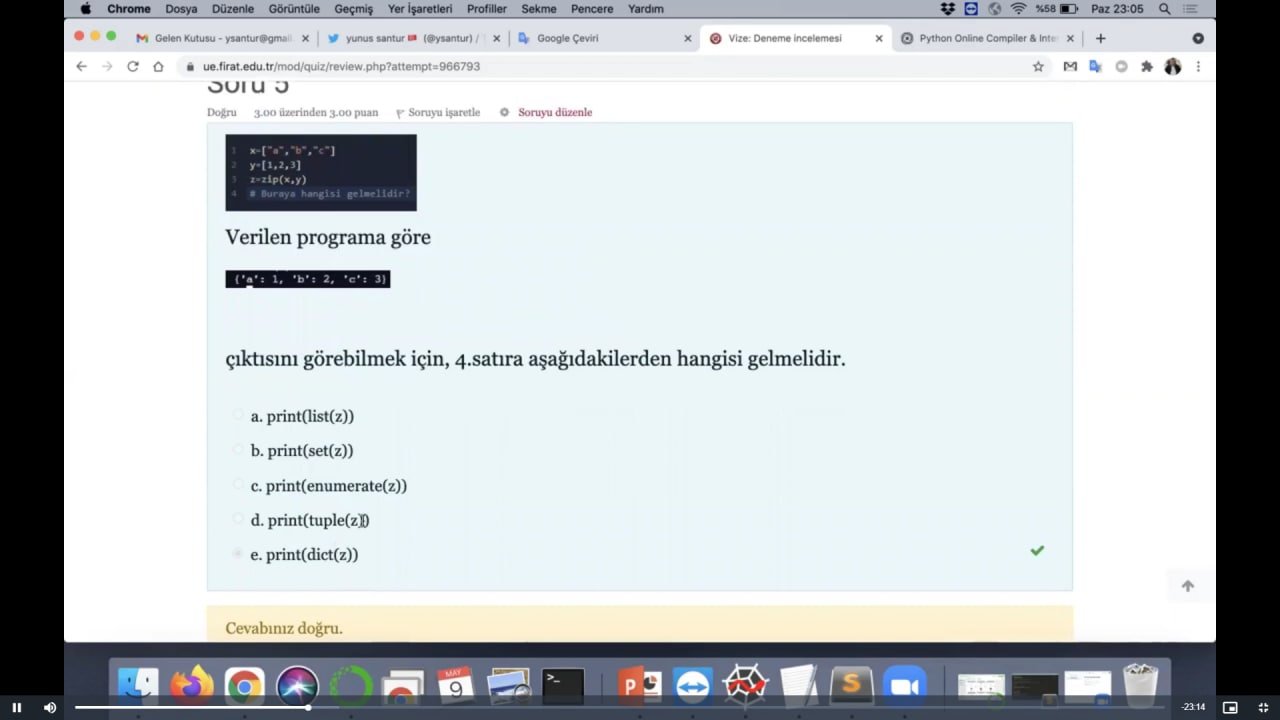 Chrome Dosya Düzenle Görüntüle Geçmiş Yer İşaretleri Profiller Sekme Pencere Yardım %58 Paz 23:05
Gelen Kutusu - ysantur@gmail yunus santur (@ysantur) / Google Çeviri Vize: Deneme incelemesi Python Online Compiler & Inte
ue.firat.edu.tr/mod/quiz/review.php?attempt=966793
Soru 5
Doğru 3.00 üzerinden 3.00 puan Soruyu işaretle Soruyu düzenle
1 x=["a","b","c"]
2 y=[1,2,3]
3 z=zip(x,y)
4 # Buraya hangisi gelmelidir?
Verilen programa göre
{'a': 1, 'b': 2, 'c': 3}
çıktısını görebilmek için, 4.satıra aşağıdakilerden hangisi gelmelidir.
a. print(list(z))
b. print(set(z))
c. print(enumerate(z))
d. print(tuple(z))
e. print(dict(z))
Cevabınız doğru.
MAY
9
>_
P
S
-23:14